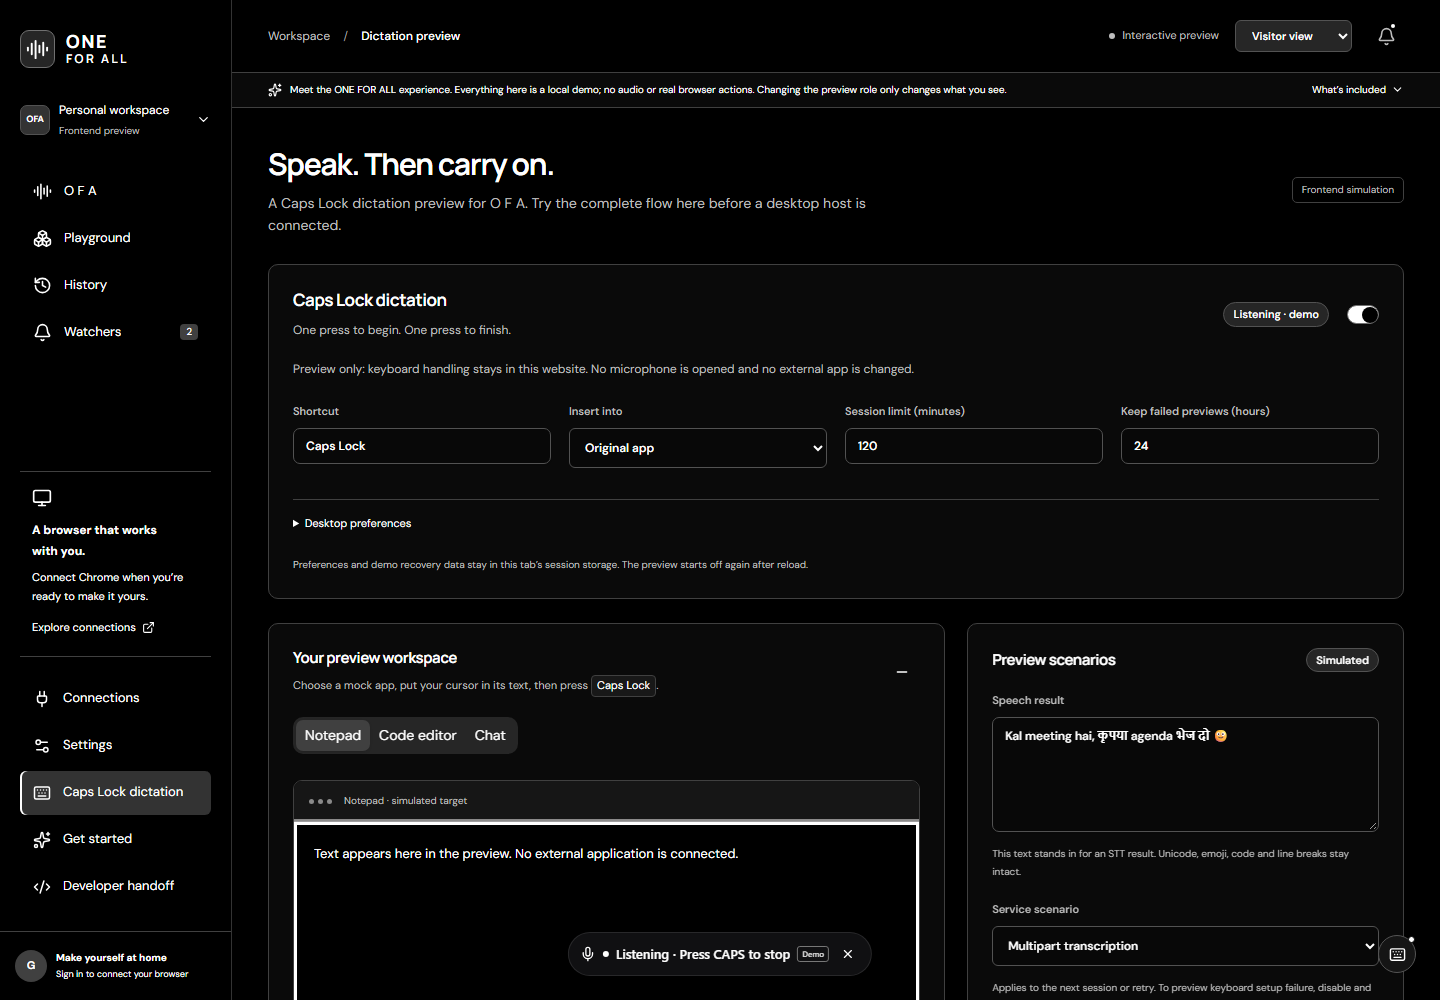 ONE
FOR ALL
OFA
Personal workspace
Frontend preview
O F A
Playground
History
Watchers
2
A browser that works
with you.
Connect Chrome when you're
ready to make it yours.
Explore connections
Connections
Settings
Caps Lock dictation
Get started
Developer handoff
G
Make yourself at home
Sign in to connect your browser
Workspace / Dictation preview
Interactive preview
Visitor view
Meet the ONE FOR ALL experience. Everything here is a local demo; no audio or real browser actions. Changing the preview role only changes what you see.
What's included
Speak. Then carry on.
A Caps Lock dictation preview for O F A. Try the complete flow here before a desktop host is
connected.
Frontend simulation
Caps Lock dictation
One press to begin. One press to finish.
Listening · demo
Preview only: keyboard handling stays in this website. No microphone is opened and no external app is changed.
Shortcut
Caps Lock
Insert into
Original app
Session limit (minutes)
120
Keep failed previews (hours)
24
Desktop preferences
Preferences and demo recovery data stay in this tab's session storage. The preview starts off again after reload.
Your preview workspace
Choose a mock app, put your cursor in its text, then press Caps Lock.
Notepad
Code editor
Chat
Notepad · simulated target
Text appears here in the preview. No external application is connected.
Listening · Press CAPS to stop
Demo
Preview scenarios
Simulated
Speech result
Kal meeting hai, कृपया agenda भेज दो 😀
This text stands in for an STT result. Unicode, emoji, code and line breaks stay
intact.
Service scenario
Multipart transcription
Applies to the next session or retry. To preview keyboard setup failure, disable and